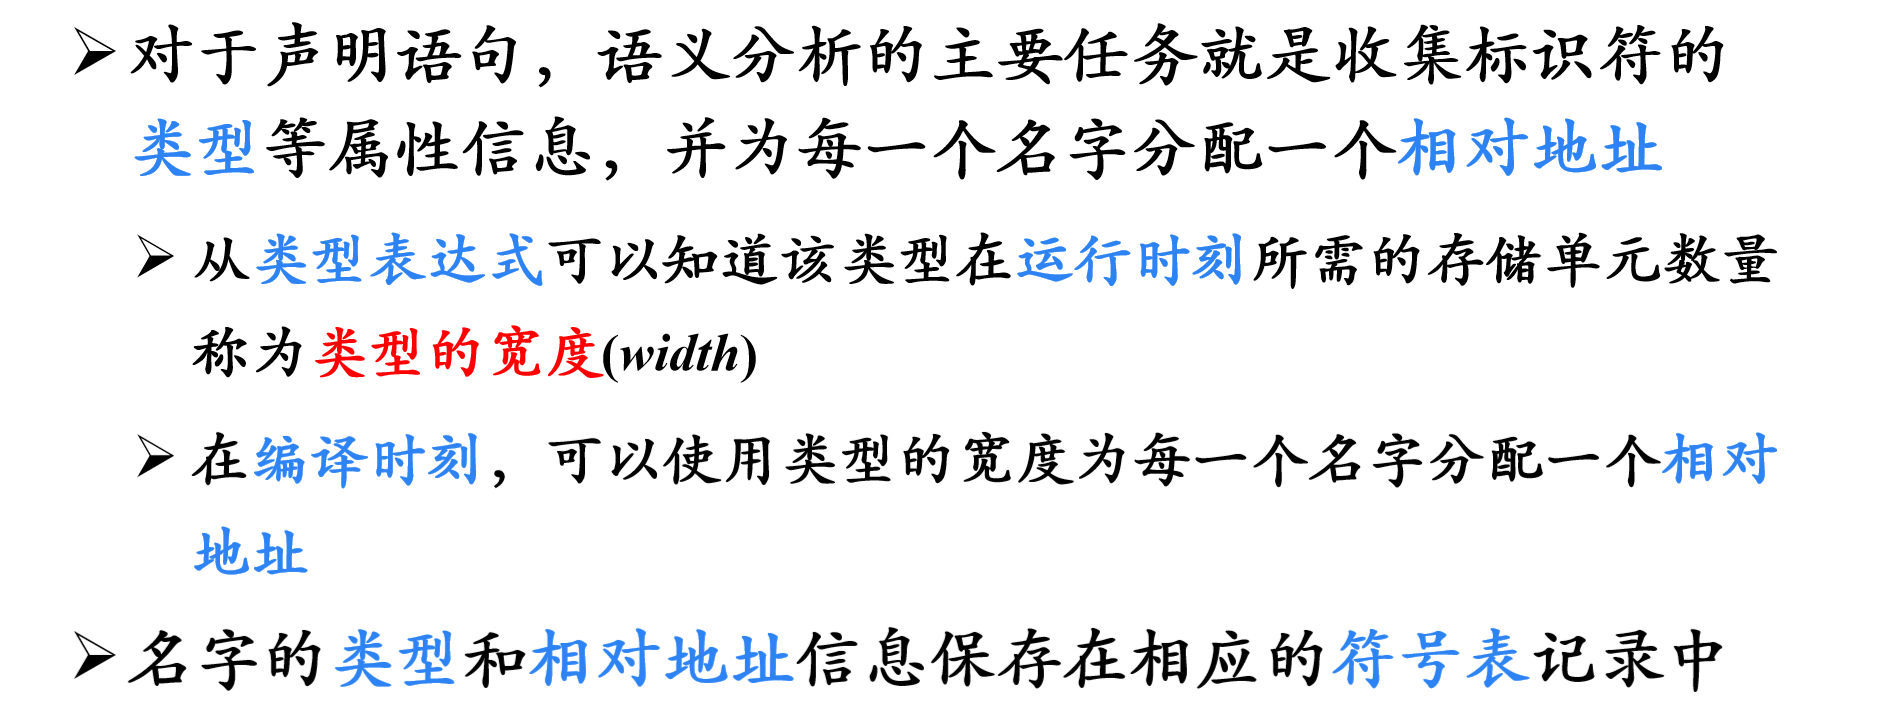 ➢对于声明语句，语义分析的主要任务就是收集标识符的
类型等属性信息，并为每一个名字分配一个相对地址
➢从类型表达式可以知道该类型在运行时刻所需的存储单元数量
称为类型的宽度(width)
➢在编译时刻，可以使用类型的宽度为每一个名字分配一个相对
地址
➢名字的类型和相对地址信息保存在相应的符号表记录中